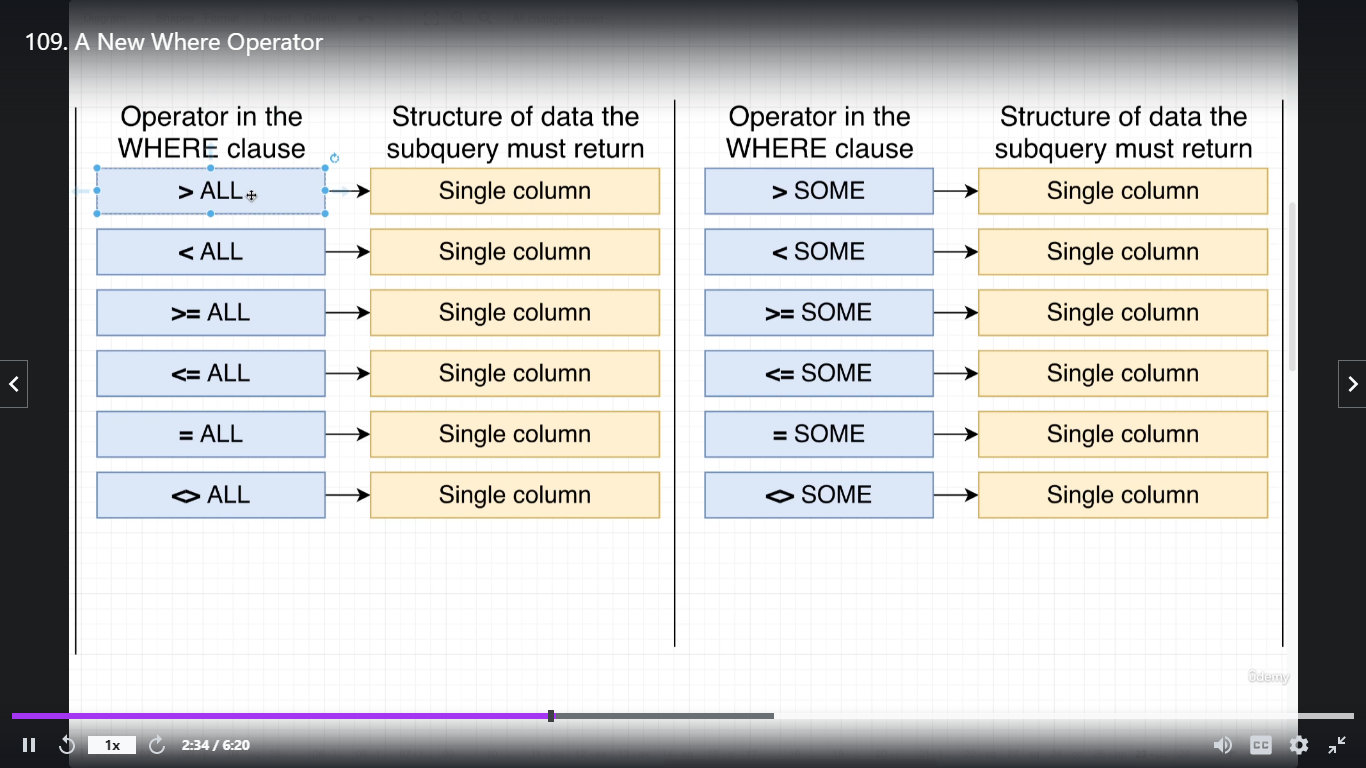 109. A New Where Operator
Operator in the
WHERE clause
Structure of data the
subquery must return
> ALL
Single column
< ALL
Single column
>= ALL
Single column
<= ALL
Single column
= ALL
Single column
<> ALL
Single column
Operator in the
WHERE clause
Structure of data the
subquery must return
> SOME
Single column
< SOME
Single column
>= SOME
Single column
<= SOME
Single column
= SOME
Single column
<> SOME
Single column
ûdemy
1x
2:34 / 6:20
CC